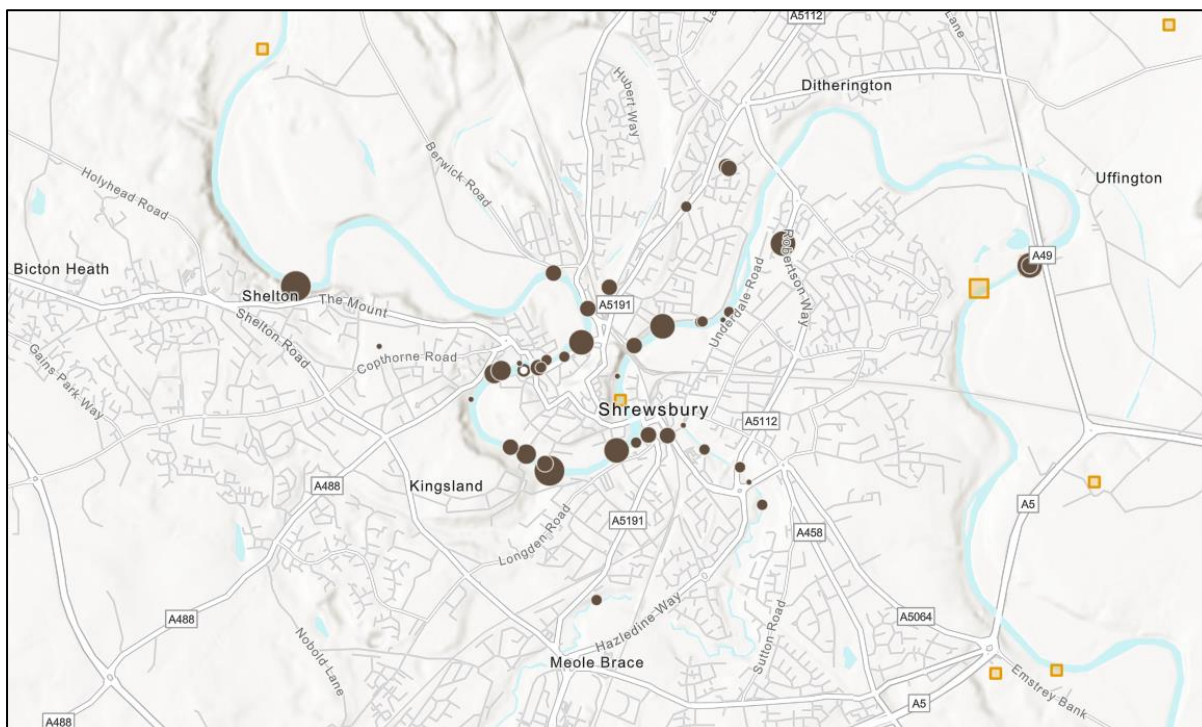 A5112
Lane
Ditherington
Hubert Way
Berwick Road
Holyhead Road
Uffington
Robertson Way
A49
Bicton Heath
Shelton
The Mount
A5191
Underdale Road
Shelton Road
Copthorne Road
Gains Park Way
Shrewsbury
A5112
Kingsland
A488
Longden Road
A5191
A458
A5
A488
Nobold Lane
Hazledine Way
Sutton Road
A5064
Meole Brace
Emstrey Bank
A5
A488